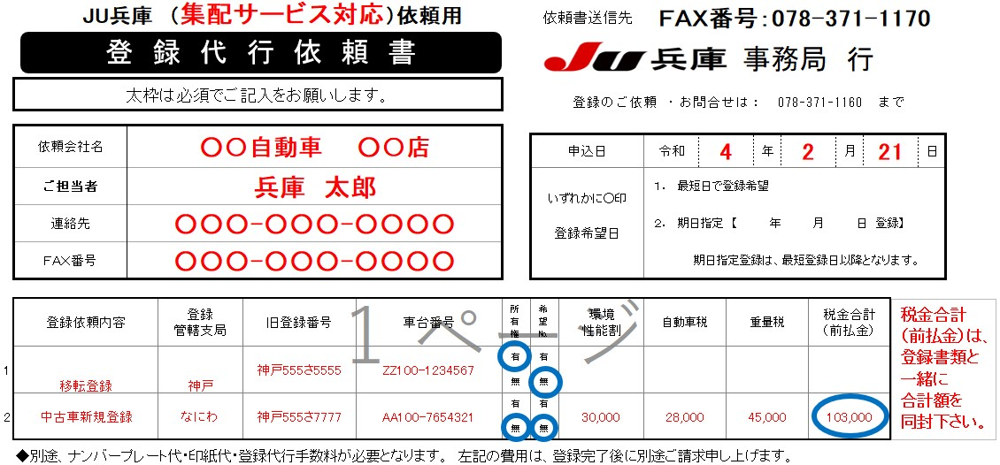 JU兵庫 （集配サービス対応）依頼用
登録代行依頼書
太枠は必須でご記入をお願いします。
依頼書送信先 FAX番号：078-371-1170
JU兵庫 事務局 行
登録のご依頼 ・お問合せは： 078-371-1160 まで
依頼会社名 〇〇自動車 〇〇店
ご担当者 兵庫 太郎
連絡先 〇〇〇-〇〇〇-〇〇〇〇
FAX番号 〇〇〇-〇〇〇-〇〇〇〇
申込日 令和 4 年 2 月 21 日
いずれかに〇印
登録希望日
1. 最短日で登録希望
2. 期日指定【 年 月 日 登録】
期日指定登録は、最短登録日以降となります。
登録依頼内容 登録管轄支局 旧登録番号 車台番号 所有権 希望No. 環境性能割 自動車税 重量税 税金合計（前払金）
1 移転登録 神戸 神戸555さ5555 ZZ100-1234567 有 無 有 無
2 中古車新規登録 なにわ 神戸555さ7777 AA100-7654321 有 無 有 無 30,000 28,000 45,000 103,000
1ページ
税金合計
（前払金）は、
登録書類と
一緒に
合計額を
同封下さい。
◆別途、ナンバープレート代・印紙代・登録代行手数料が必要となります。 左記の費用は、登録完了後に別途ご請求申し上げます。